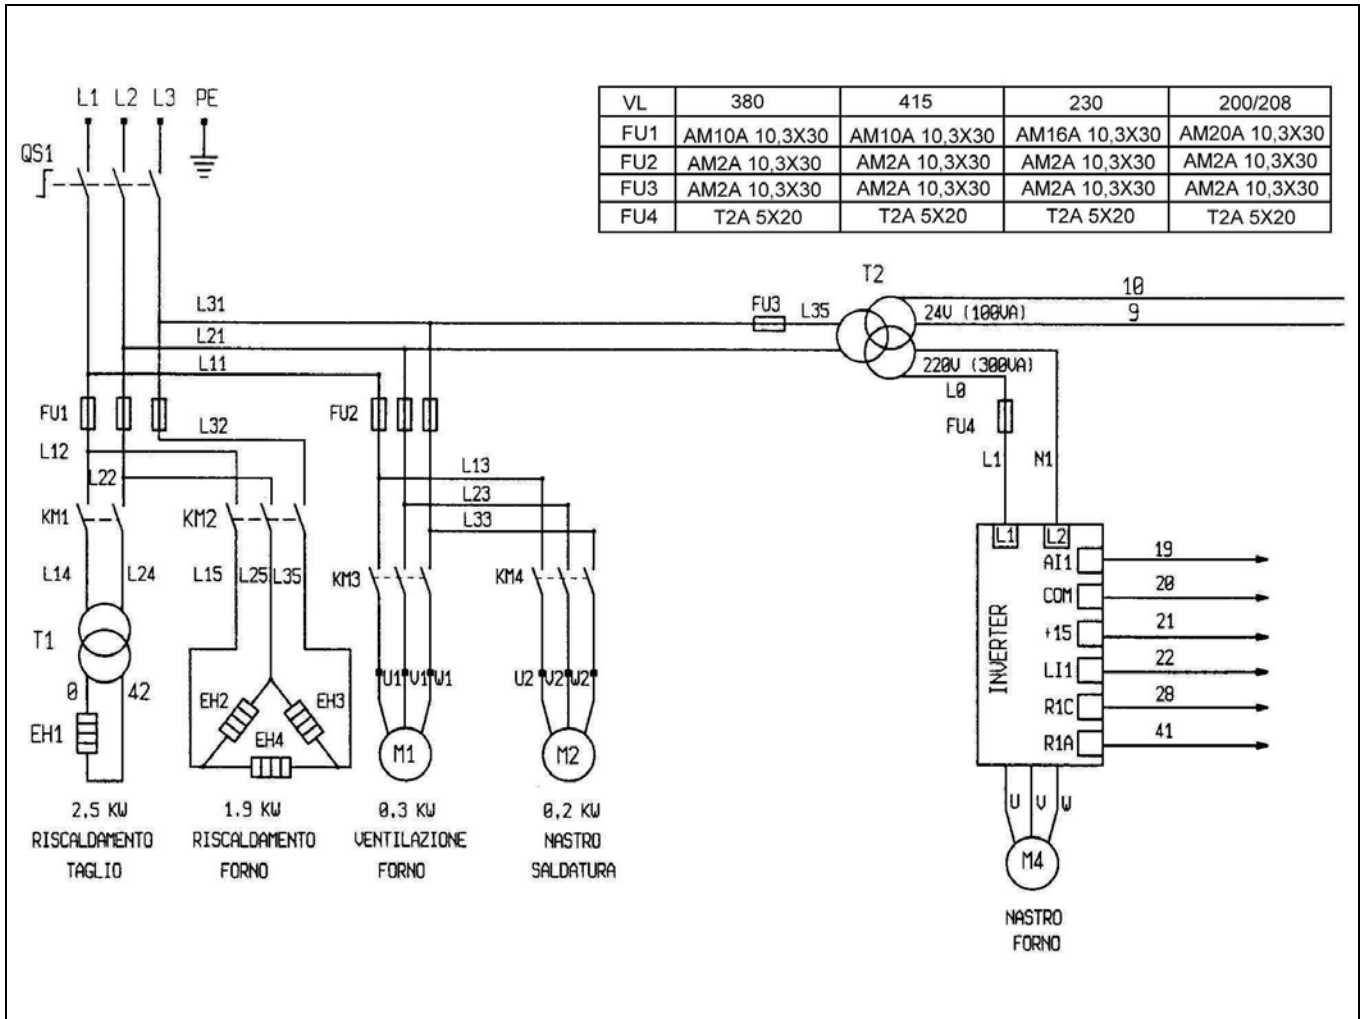 L1 L2 L3 PE
QS1
VL 380 415 230 200/208
FU1 AM10A 10,3X30 AM10A 10,3X30 AM16A 10,3X30 AM20A 10,3X30
FU2 AM2A 10,3X30 AM2A 10,3X30 AM2A 10,3X30 AM2A 10,3X30
FU3 AM2A 10,3X30 AM2A 10,3X30 AM2A 10,3X30 AM2A 10,3X30
FU4 T2A 5X20 T2A 5X20 T2A 5X20 T2A 5X20
T2
L31
FU3 L35
24V (100VA)
10
9
L21
L11
220V (300VA)
L0
FU1
FU2
FU4
L32
L12
L22
L13
L23
L33
L1 N1
KM1
KM2
KM3
KM4
L14 L24
L15 L25 L35
L1 L2
AI1 19
COM 20
+15 21
LI1 22
R1C 28
R1A 41
INVERTER
T1
0 42
EH1
EH2 EH3
EH4
U1 V1 W1
U2 V2 W2
M1
M2
U V W
M4
2,5 KW
RISCALDAMENTO
TAGLIO
1.9 KW
RISCALDAMENTO
FORNO
0,3 KW
VENTILAZIONE
FORNO
0,2 KW
NASTRO
SALDATURA
NASTRO
FORNO